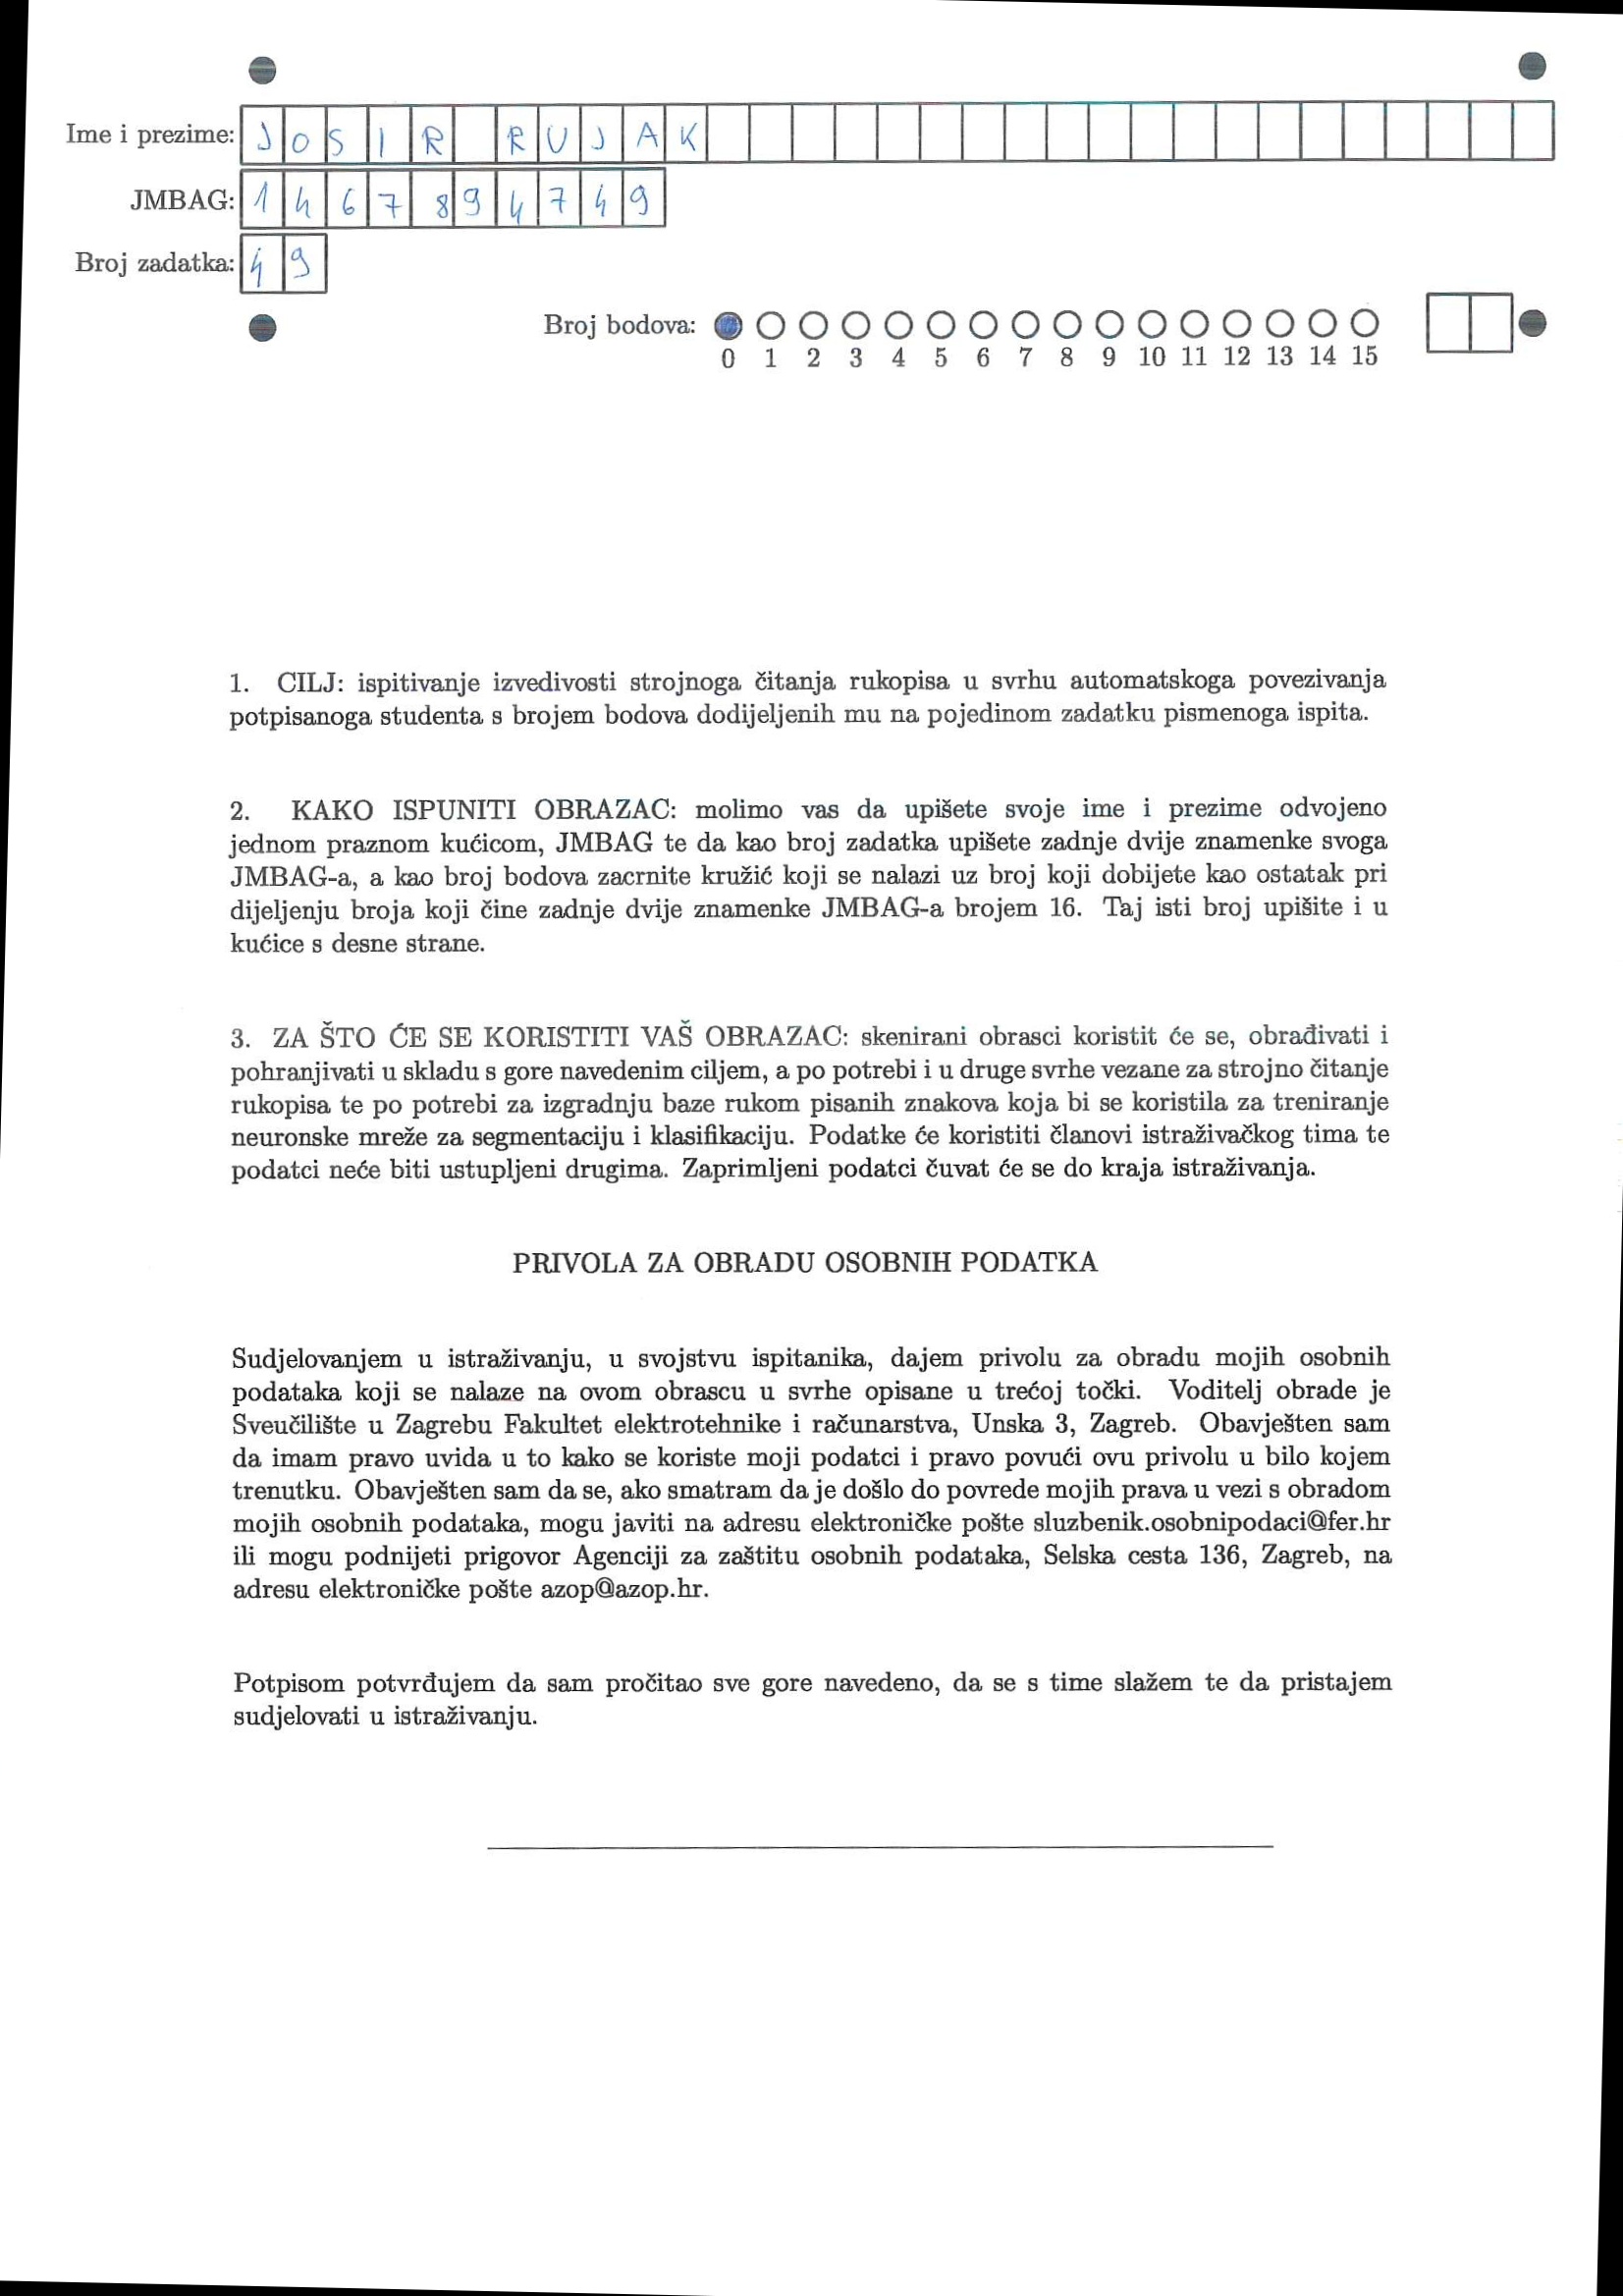 Ime i prezime: JOSIR RUJAK
JMBAG: 1467894749
Broj zadatka: 49
Broj bodova:
0 1 2 3 4 5 6 7 8 9 10 11 12 13 14 15
1. CILJ: ispitivanje izvedivosti strojnoga čitanja rukopisa u svrhu automatskoga povezivanja
potpisanoga studenta s brojem bodova dodijeljenih mu na pojedinom zadatku pismenoga ispita.
2. KAKO ISPUNITI OBRAZAC: molimo vas da upišete svoje ime i prezime odvojeno
jednom praznom kućicom, JMBAG te da kao broj zadatka upišete zadnje dvije znamenke svoga
JMBAG-a, a kao broj bodova zacrnite kružić koji se nalazi uz broj koji dobijete kao ostatak pri
dijeljenju broja koji čine zadnje dvije znamenke JMBAG-a brojem 16. Taj isti broj upišite i u
kućice s desne strane.
3. ZA ŠTO ĆE SE KORISTITI VAŠ OBRAZAC: skenirani obrasci koristit će se, obrađivati i
pohranjivati u skladu s gore navedenim ciljem, a po potrebi i u druge svrhe vezane za strojno čitanje
rukopisa te po potrebi za izgradnju baze rukom pisanih znakova koja bi se koristila za treniranje
neuronske mreže za segmentaciju i klasifikaciju. Podatke će koristiti članovi istraživačkog tima te
podatci neće biti ustupljeni drugima. Zaprimljeni podatci čuvat će se do kraja istraživanja.
PRIVOLA ZA OBRADU OSOBNIH PODATKA
Sudjelovanjem u istraživanju, u svojstvu ispitanika, dajem privolu za obradu mojih osobnih
podataka koji se nalaze na ovom obrascu u svrhe opisane u trećoj točki. Voditelj obrade je
Sveučilište u Zagrebu Fakultet elektrotehnike i računarstva, Unska 3, Zagreb. Obavješten sam
da imam pravo uvida u to kako se koriste moji podatci i pravo povući ovu privolu u bilo kojem
trenutku. Obavješten sam da se, ako smatram da je došlo do povrede mojih prava u vezi s obradom
mojih osobnih podataka, mogu javiti na adresu elektroničke pošte sluzbenik.osobnipodaci@fer.hr
ili mogu podnijeti prigovor Agenciji za zaštitu osobnih podataka, Selska cesta 136, Zagreb, na
adresu elektroničke pošte azop@azop.hr.
Potpisom potvrđujem da sam pročitao sve gore navedeno, da se s time slažem te da pristajem
sudjelovati u istraživanju.